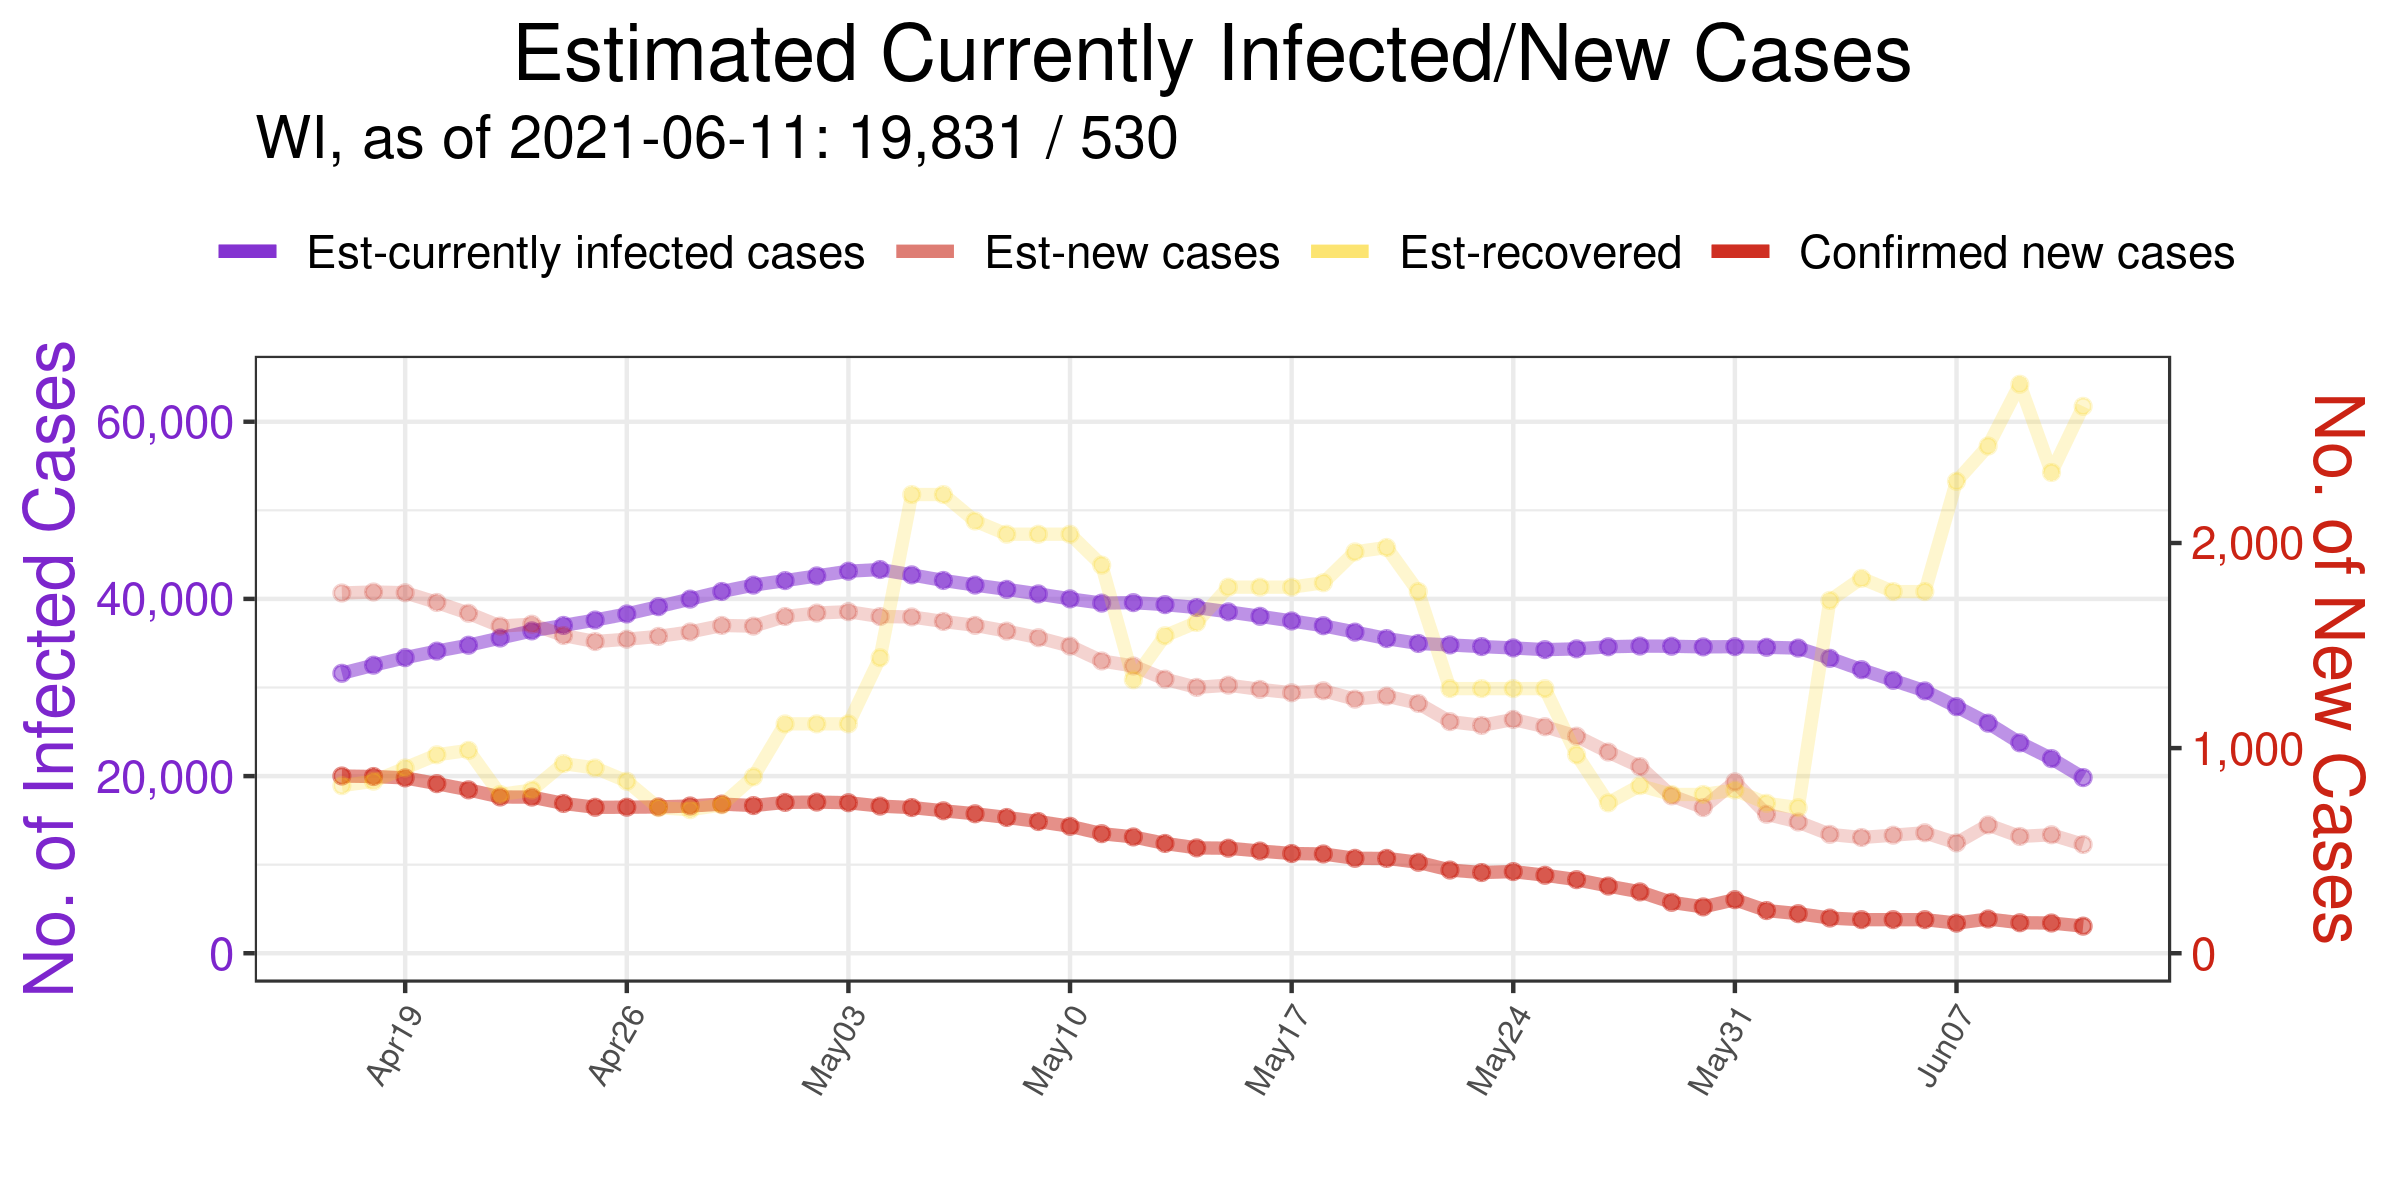 Estimated Currently Infected/New Cases
WI, as of 2021-06-11: 19,831 / 530
Est-currently infected cases Est-new cases Est-recovered Confirmed new cases
No. of Infected Cases
60,000
40,000
20,000
0
No. of New Cases
2,000
1,000
0
Apr19 Apr26 May03 May10 May17 May24 May31 Jun07